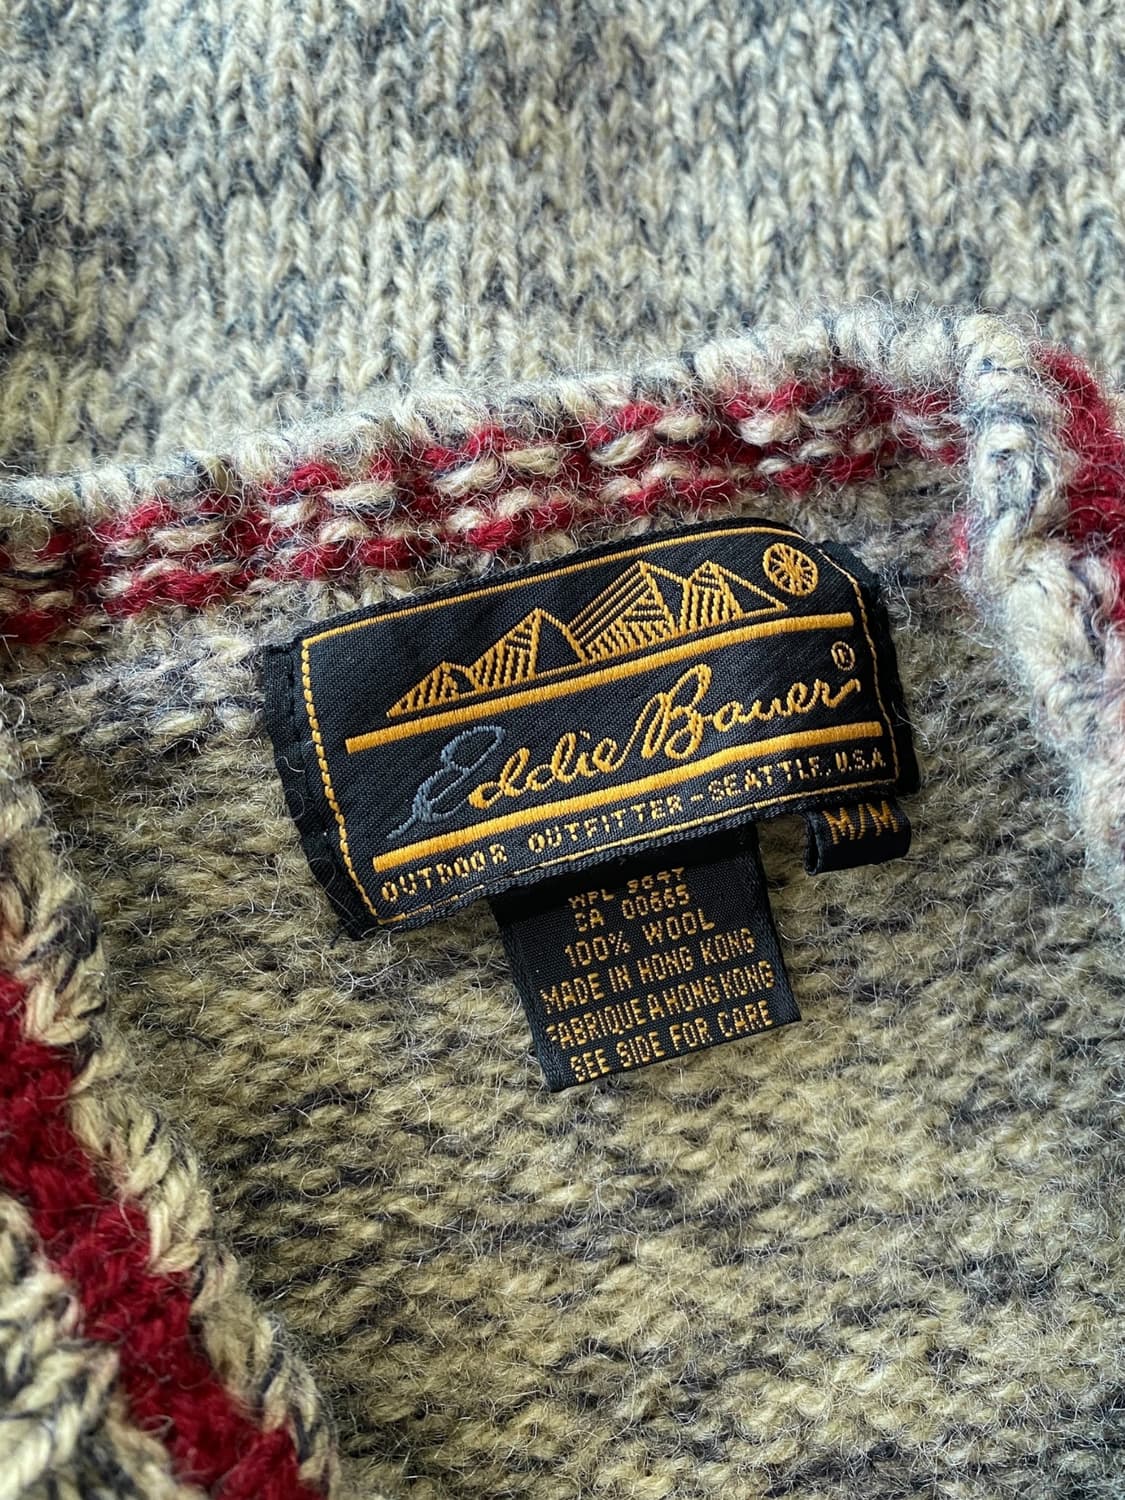 Eddie Bauer ®
OUTDOOR OUTFITTER-SEATTLE, U.S.A
M/M
WPL 3647
CA 00665
100% WOOL
MADE IN HONG KONG
FABRIQUE A HONG KONG
SEE SIDE FOR CARE